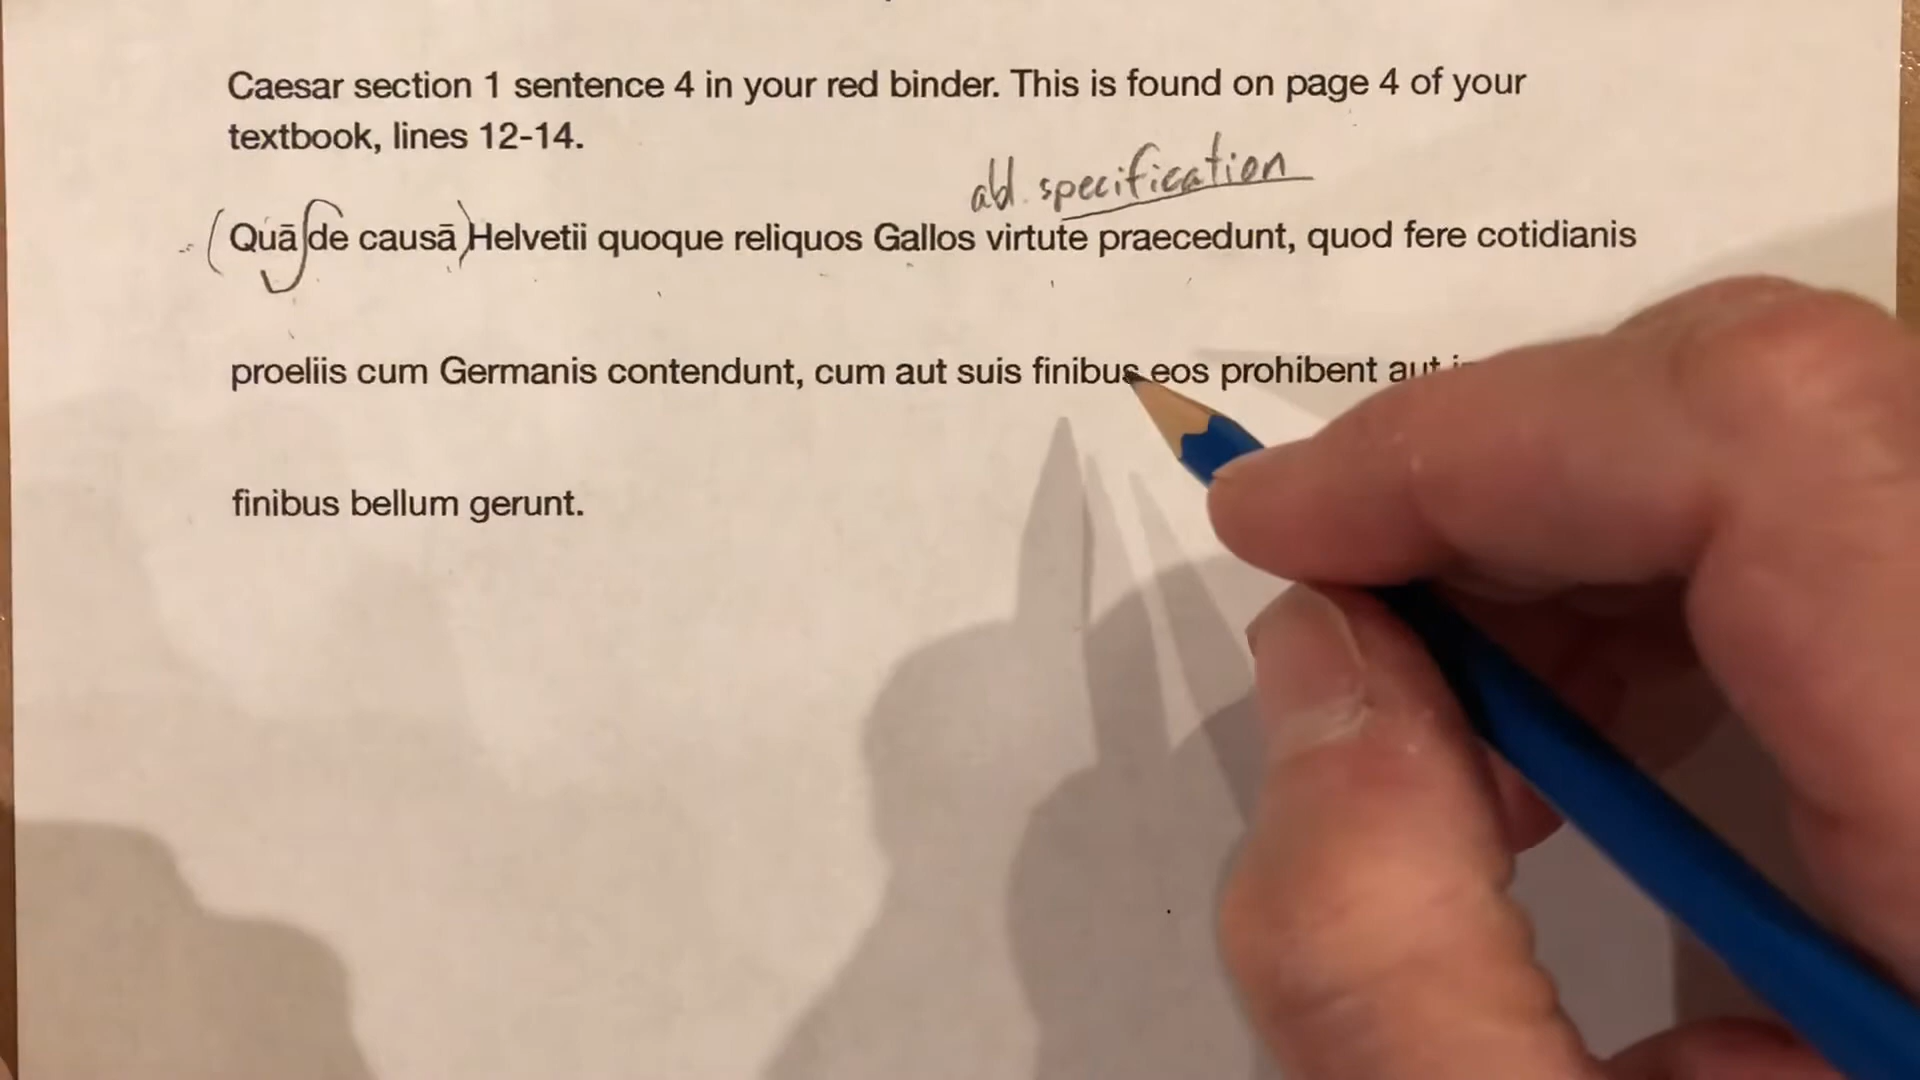 Caesar section 1 sentence 4 in your red binder. This is found on page 4 of your
textbook, lines 12-14.
abl. specification
(Quā de causā) Helvetii quoque reliquos Gallos virtute praecedunt, quod fere cotidianis
proeliis cum Germanis contendunt, cum aut suis finibus eos prohibent aut
finibus bellum gerunt.